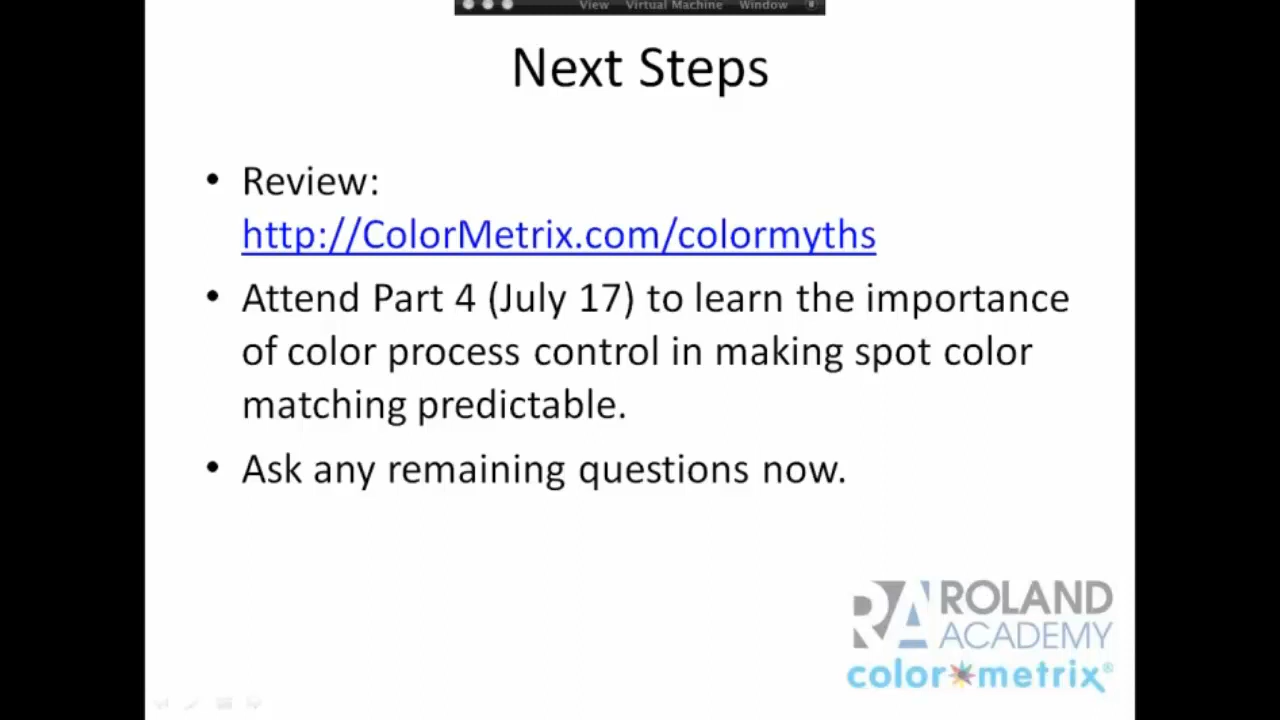 View Virtual Machine Window
Next Steps
• Review:
http://ColorMetrix.com/colormyths
• Attend Part 4 (July 17) to learn the importance
of color process control in making spot color
matching predictable.
• Ask any remaining questions now.
RA ROLAND
ACADEMY
color metrix®